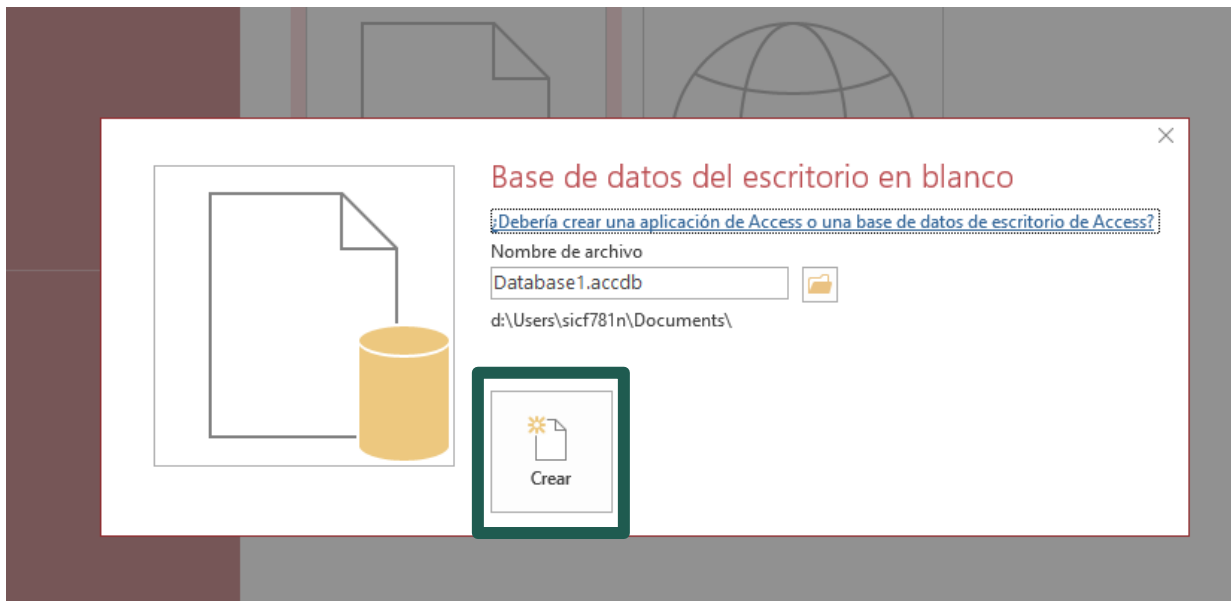 Base de datos del escritorio en blanco
¿Debería crear una aplicación de Access o una base de datos de escritorio de Access?
Nombre de archivo
Database1.accdb
d:\Users\sicf781n\Documents\
Crear